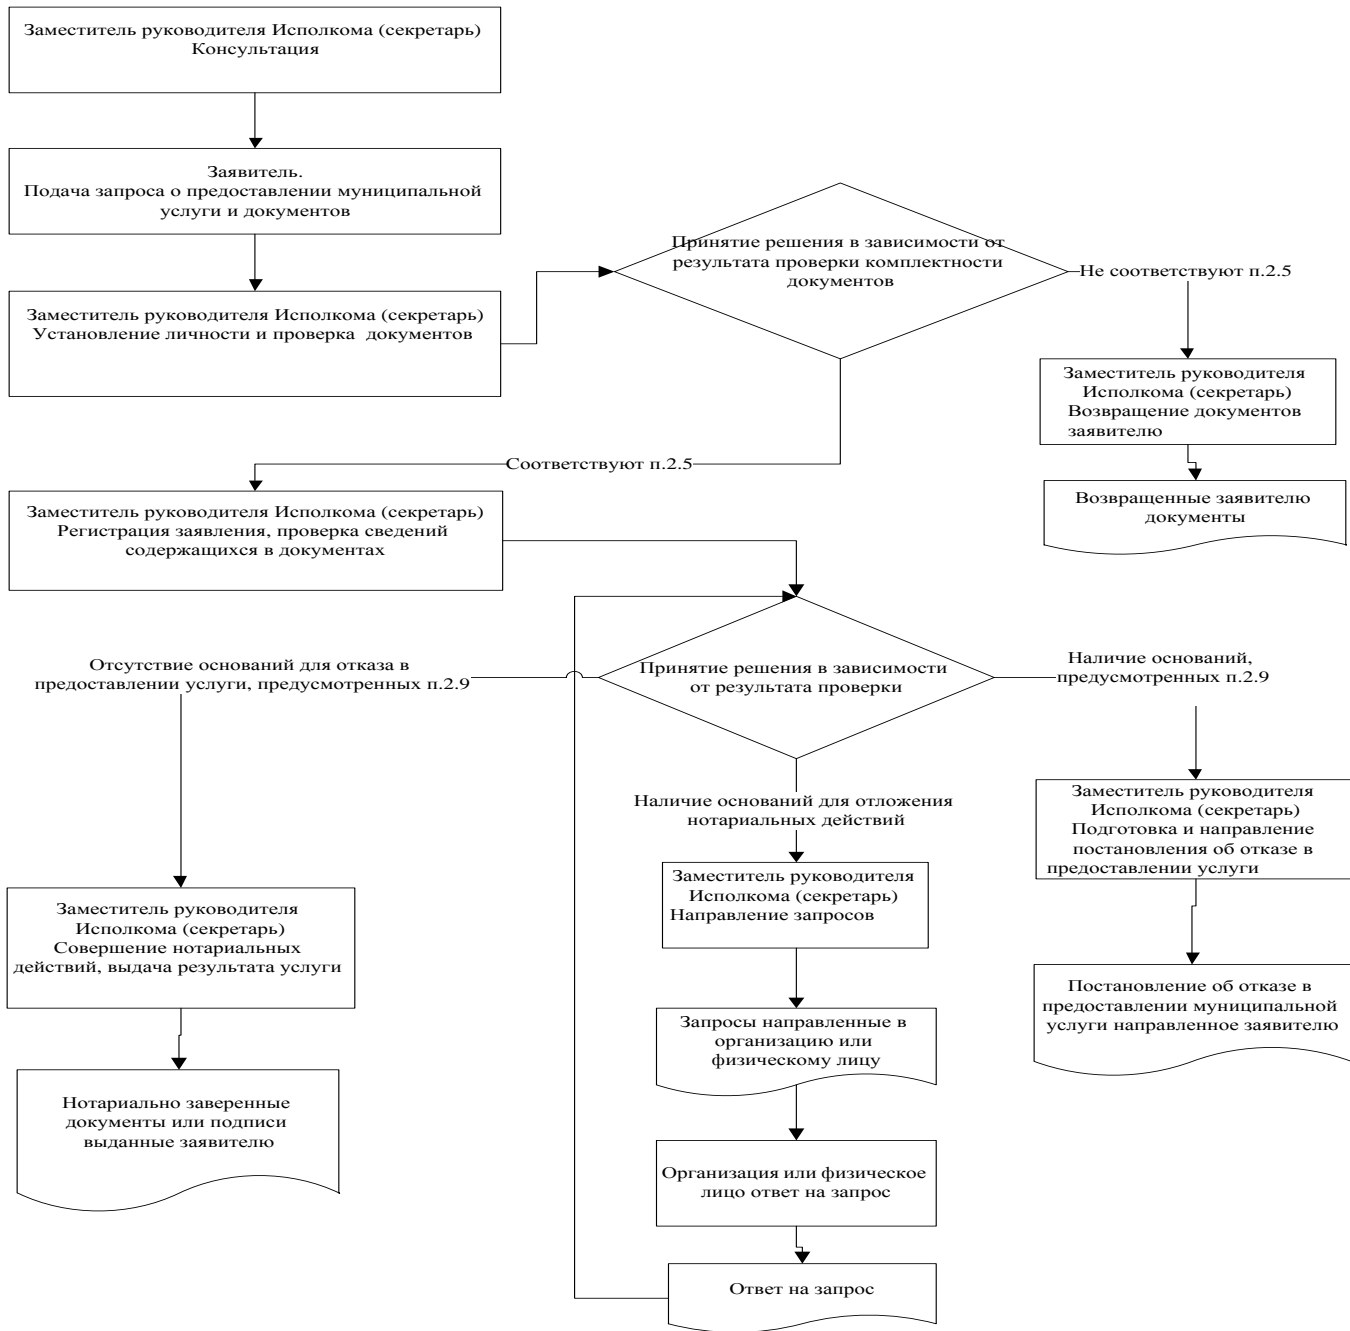 Заместитель руководителя Исполкома (секретарь)
Консультация
Заявитель.
Подача запроса о предоставлении муниципальной
услуги и документов
Заместитель руководителя Исполкома (секретарь)
Установление личности и проверка документов
Принятие решения в зависимости от
результата проверки комплектности
документов
Не соответствуют п.2.5
Заместитель руководителя
Исполкома (секретарь)
Возвращение документов
заявителю
Возвращенные заявителю
документы
Соответствуют п.2.5
Заместитель руководителя Исполкома (секретарь)
Регистрация заявления, проверка сведений
содержащихся в документах
Принятие решения в зависимости
от результата проверки
Отсутствие оснований для отказа в
предоставлении услуги, предусмотренных п.2.9
Наличие оснований,
предусмотренных п.2.9
Наличие оснований для отложения
нотариальных действий
Заместитель руководителя
Исполкома (секретарь)
Совершение нотариальных
действий, выдача результата услуги
Нотариально заверенные
документы или подписи
выданные заявителю
Заместитель руководителя
Исполкома (секретарь)
Направление запросов
Запросы направленные в
организацию или
физическому лицу
Организация или физическое
лицо ответ на запрос
Ответ на запрос
Заместитель руководителя
Исполкома (секретарь)
Подготовка и направление
постановления об отказе в
предоставлении услуги
Постановление об отказе в
предоставлении муниципальной
услуги направленное заявителю